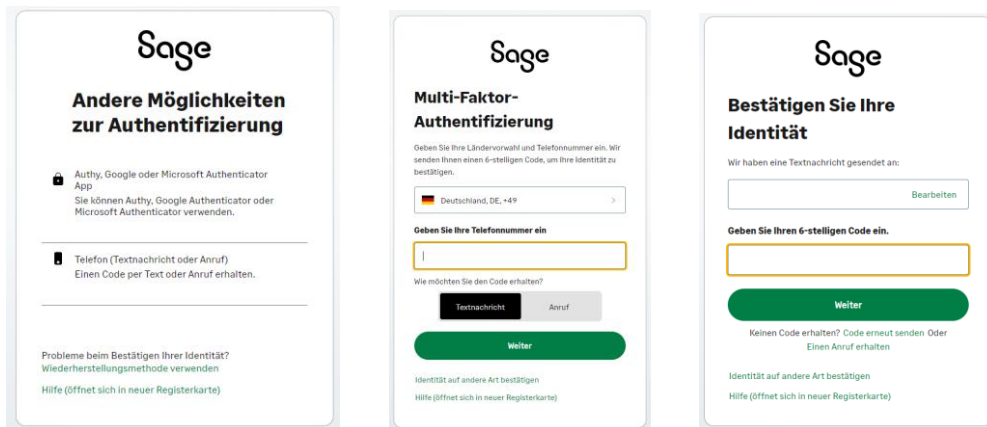 Sage
Andere Möglichkeiten
zur Authentifizierung
Authy, Google oder Microsoft Authenticator
App
Sie können Authy, Google Authenticator oder
Microsoft Authenticator verwenden.
Telefon (Textnachricht oder Anruf)
Einen Code per Text oder Anruf erhalten.
Probleme beim Bestätigen Ihrer Identität?
Wiederherstellungsmethode verwenden
Hilfe (öffnet sich in neuer Registerkarte)
Sage
Multi-Faktor-
Authentifizierung
Geben Sie Ihre Ländervorwahl und Telefonnummer ein. Wir
senden Ihnen einen 6-stelligen Code, um Ihre Identität zu
bestätigen.
Deutschland, DE, +49
Geben Sie Ihre Telefonnummer ein
Wie möchten Sie den Code erhalten?
Textnachricht Anruf
Weiter
Identität auf andere Art bestätigen
Hilfe (öffnet sich in neuer Registerkarte)
Sage
Bestätigen Sie Ihre
Identität
Wir haben eine Textnachricht gesendet an:
Bearbeiten
Geben Sie Ihren 6-stelligen Code ein.
Weiter
Keinen Code erhalten? Code erneut senden Oder
Einen Anruf erhalten
Identität auf andere Art bestätigen
Hilfe (öffnet sich in neuer Registerkarte)